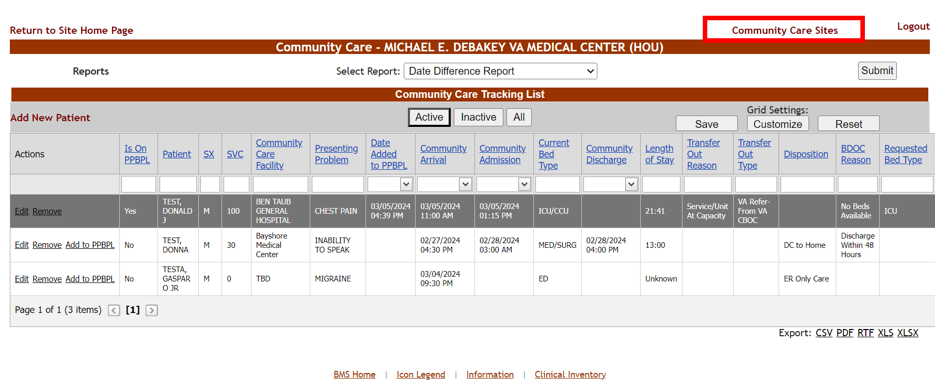 Return to Site Home Page
Community Care Sites
Logout
Community Care - MICHAEL E. DEBAKEY VA MEDICAL CENTER (HOU)
Reports
Select Report: Date Difference Report
Submit
Community Care Tracking List
Add New Patient
Active Inactive All
Grid Settings:
Save Customize Reset
Actions
Is On
PPBPL
Patient
SX
SVC
Community
Care
Facility
Presenting
Problem
Date
Added
to PPBPL
Community
Arrival
Community
Admission
Current
Bed
Type
Community
Discharge
Length
of Stay
Transfer
Out
Reason
Transfer
Out
Type
Disposition
BDOC
Reason
Requested
Bed Type
Edit Remove
Yes
TEST,
DONALD
J
M
100
BEN TAUB
GENERAL
HOSPITAL
CHEST PAIN
03/05/2024
04:39 PM
03/05/2024
11:00 AM
03/05/2024
01:15 PM
ICU/CCU
21:41
Service/Unit
At Capacity
VA Refer-
From VA
CBOC
No Beds
Available
ICU
Edit Remove Add to PPBPL
No
TEST,
DONNA
M
30
Bayshore
Medical
Center
INABILITY
TO SPEAK
02/27/2024
04:30 PM
02/28/2024
03:00 AM
MED/SURG
02/28/2024
04:00 PM
13:00
DC to Home
Discharge
Within 48
Hours
Edit Remove Add to PPBPL
No
TESTA,
GASPAR
O JR
M
0
TBD
MIGRAINE
03/04/2024
09:30 PM
ED
Unknown
ER Only Care
Page 1 of 1 (3 items) < [1] >
Export: CSV PDF RTF XLS XLSX
BMS Home | Icon Legend | Information | Clinical Inventory